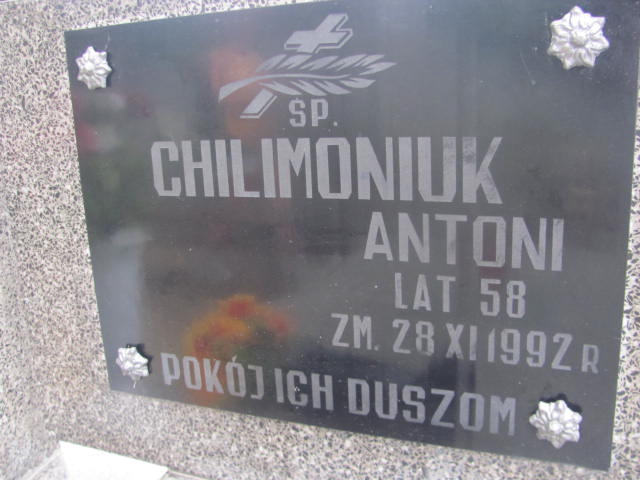 ŚP.
CHILIMONIUK
ANTONI
LAT 58
ZM. 28 XI 1992 R
POKÓJ ICH DUSZOM